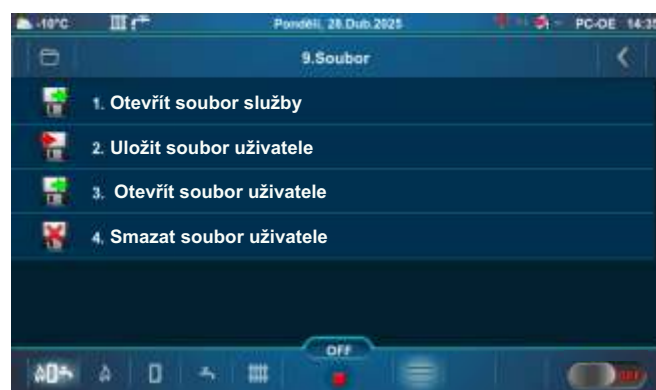 -10°C Pondělí, 28.Dub.2025 PC-OE 14:35
9.Soubor
1. Otevřít soubor služby
2. Uložit soubor uživatele
3. Otevřít soubor uživatele
4. Smazat soubor uživatele
OFF
OFF